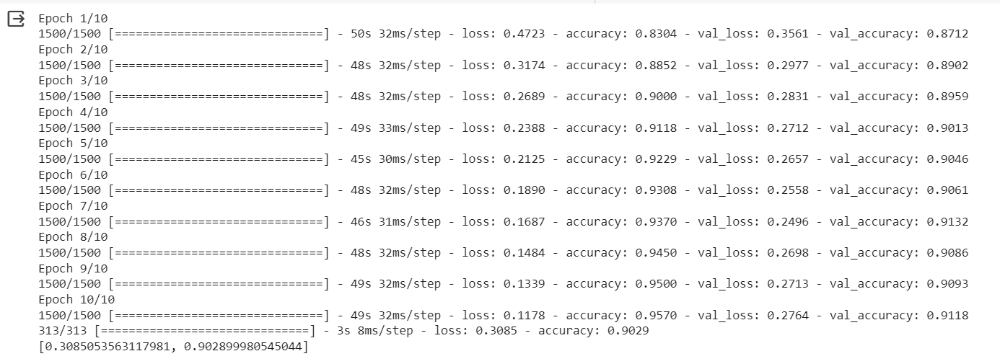 Epoch 1/10
1500/1500 [==============================] - 50s 32ms/step - loss: 0.4723 - accuracy: 0.8304 - val_loss: 0.3561 - val_accuracy: 0.8712
Epoch 2/10
1500/1500 [==============================] - 48s 32ms/step - loss: 0.3174 - accuracy: 0.8852 - val_loss: 0.2977 - val_accuracy: 0.8902
Epoch 3/10
1500/1500 [==============================] - 48s 32ms/step - loss: 0.2689 - accuracy: 0.9000 - val_loss: 0.2831 - val_accuracy: 0.8959
Epoch 4/10
1500/1500 [==============================] - 49s 33ms/step - loss: 0.2388 - accuracy: 0.9118 - val_loss: 0.2712 - val_accuracy: 0.9013
Epoch 5/10
1500/1500 [==============================] - 45s 30ms/step - loss: 0.2125 - accuracy: 0.9229 - val_loss: 0.2657 - val_accuracy: 0.9046
Epoch 6/10
1500/1500 [==============================] - 48s 32ms/step - loss: 0.1890 - accuracy: 0.9308 - val_loss: 0.2558 - val_accuracy: 0.9061
Epoch 7/10
1500/1500 [==============================] - 46s 31ms/step - loss: 0.1687 - accuracy: 0.9370 - val_loss: 0.2496 - val_accuracy: 0.9132
Epoch 8/10
1500/1500 [==============================] - 48s 32ms/step - loss: 0.1484 - accuracy: 0.9450 - val_loss: 0.2698 - val_accuracy: 0.9086
Epoch 9/10
1500/1500 [==============================] - 49s 32ms/step - loss: 0.1339 - accuracy: 0.9500 - val_loss: 0.2713 - val_accuracy: 0.9093
Epoch 10/10
1500/1500 [==============================] - 49s 32ms/step - loss: 0.1178 - accuracy: 0.9570 - val_loss: 0.2764 - val_accuracy: 0.9118
313/313 [==============================] - 3s 8ms/step - loss: 0.3085 - accuracy: 0.9029
[0.3085053563117981, 0.902899980545044]